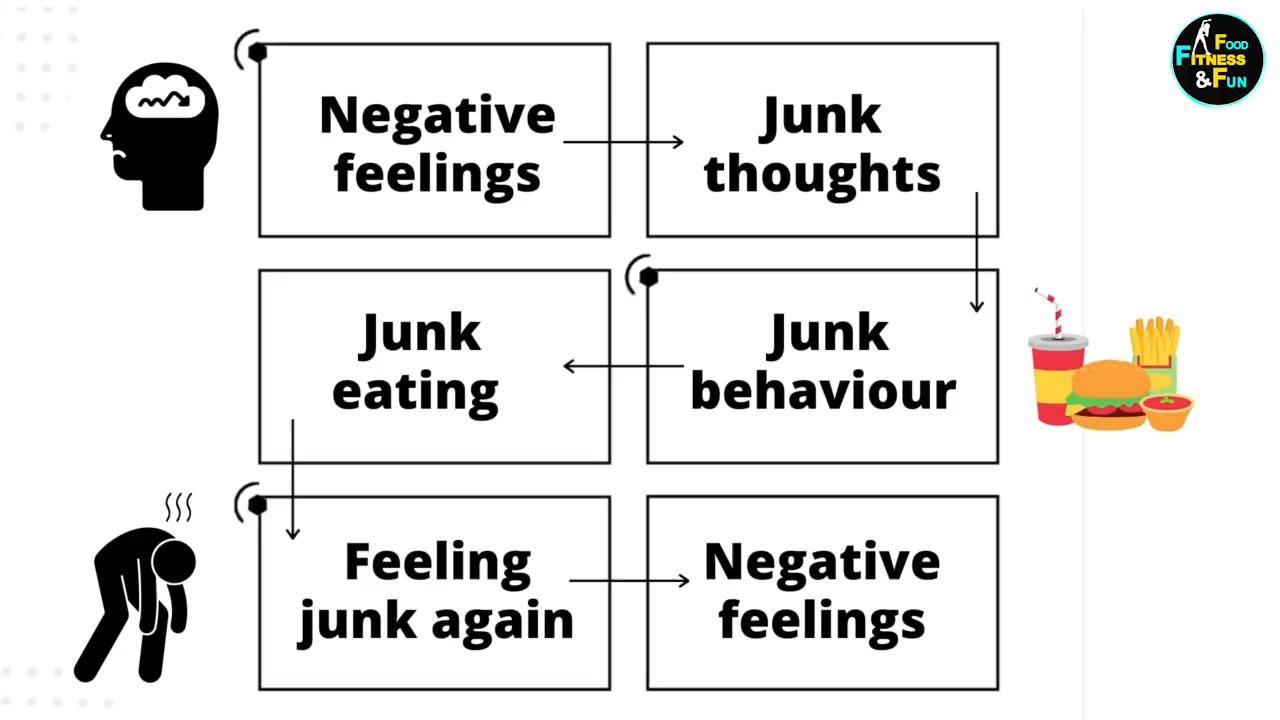 Negative
feelings
Junk
thoughts
Junk
behaviour
Junk
eating
Feeling
junk again
Negative
feelings
FOOD
FITNESS
&FUN